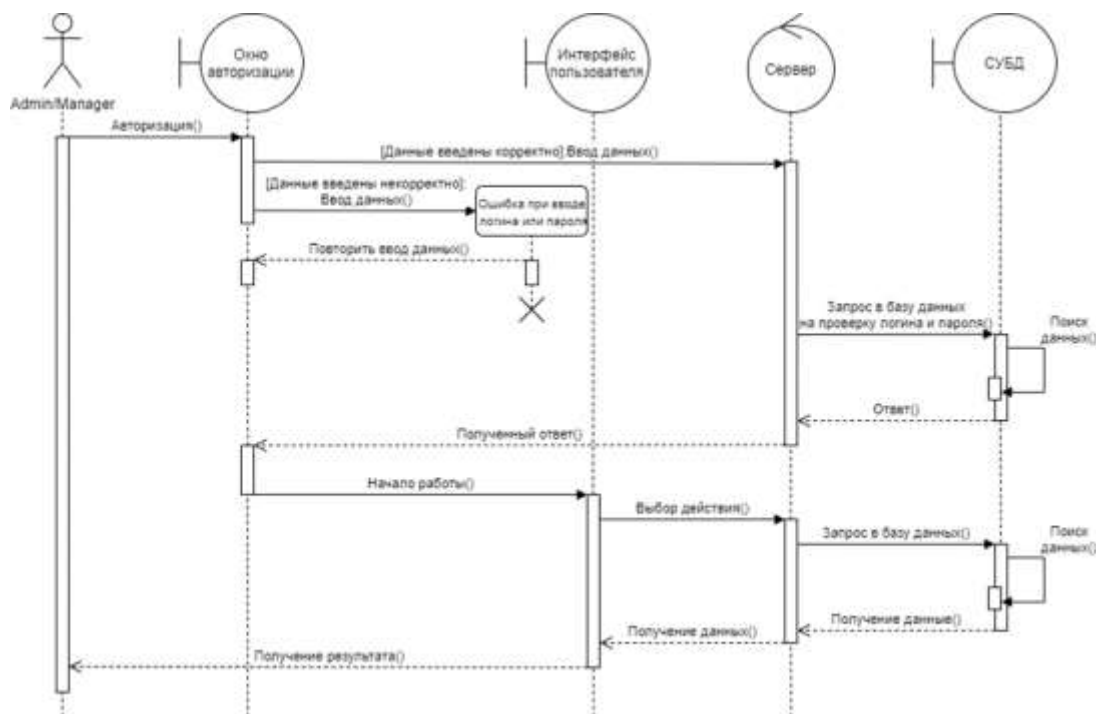 Окно
авторизации
Интерфейс
пользователя
Сервер
СУБД
Admin/Manager
Авторизация()
[Данные введены корректно]:Ввод данных()
[Данные введены некорректно]:
Ввод данных()
Ошибка при вводе
логина или пароля
Повторить ввод данных()
Запрос в базу данных
на проверку логина и пароля()
Поиск
данных()
Ответ()
Полученный ответ()
Начало работы()
Выбор действия()
Запрос в базу данных()
Поиск
данных()
Получение данные()
Получение данных()
Получение результата()